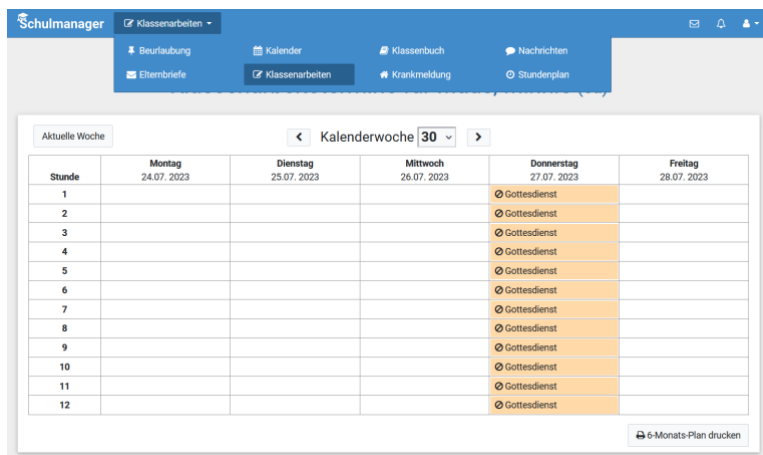 Schulmanager Klassenarbeiten
Beurlaubung Kalender Klassenbuch Nachrichten
Elternbriefe Klassenarbeiten Krankmeldung Stundenplan
Aktuelle Woche Kalenderwoche 30
Montag Dienstag Mittwoch Donnerstag Freitag
Stunde 24.07. 2023 25.07. 2023 26.07. 2023 27.07. 2023 28.07. 2023
1 Gottesdienst
2 Gottesdienst
3 Gottesdienst
4 Gottesdienst
5 Gottesdienst
6 Gottesdienst
7 Gottesdienst
8 Gottesdienst
9 Gottesdienst
10 Gottesdienst
11 Gottesdienst
12 Gottesdienst
6-Monats-Plan drucken